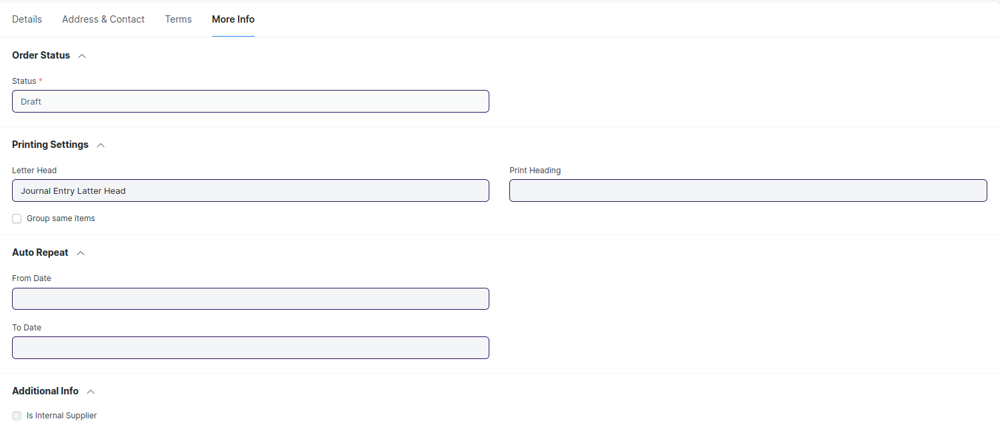 Details Address & Contact Terms More Info
Order Status
Status *
Draft
Printing Settings
Letter Head Print Heading
Journal Entry Latter Head
Group same items
Auto Repeat
From Date
To Date
Additional Info
Is Internal Supplier